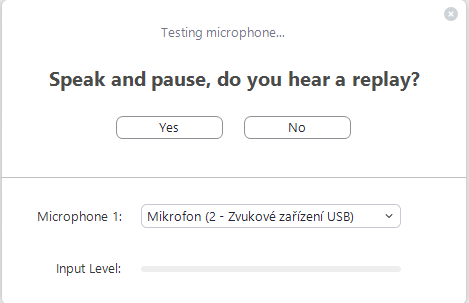 Testing microphone...
Speak and pause, do you hear a replay?
Yes
No
Microphone 1:
Mikrofon (2 - Zvukové zařízení USB)
Input Level: